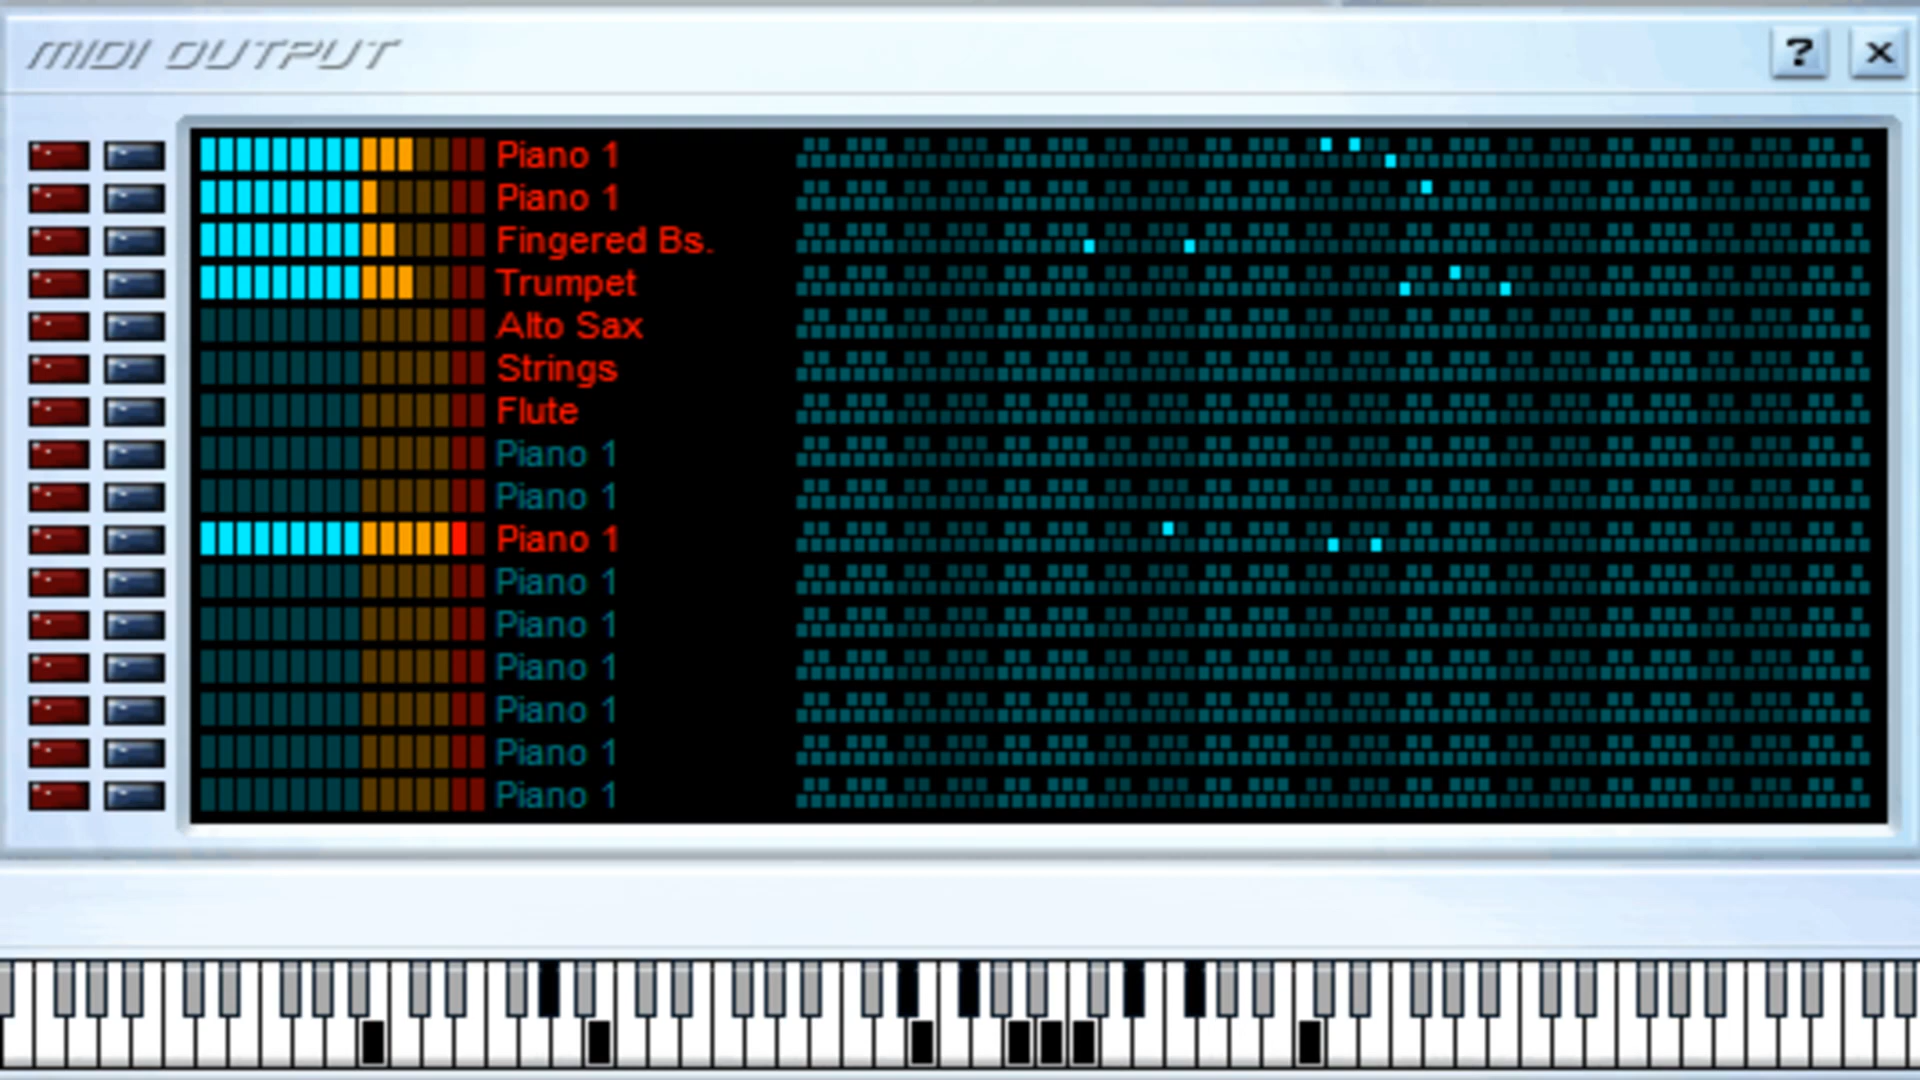 MIDI OUTPUT
? X
Piano 1
Piano 1
Fingered Bs.
Trumpet
Alto Sax
Strings
Flute
Piano 1
Piano 1
Piano 1
Piano 1
Piano 1
Piano 1
Piano 1
Piano 1
Piano 1